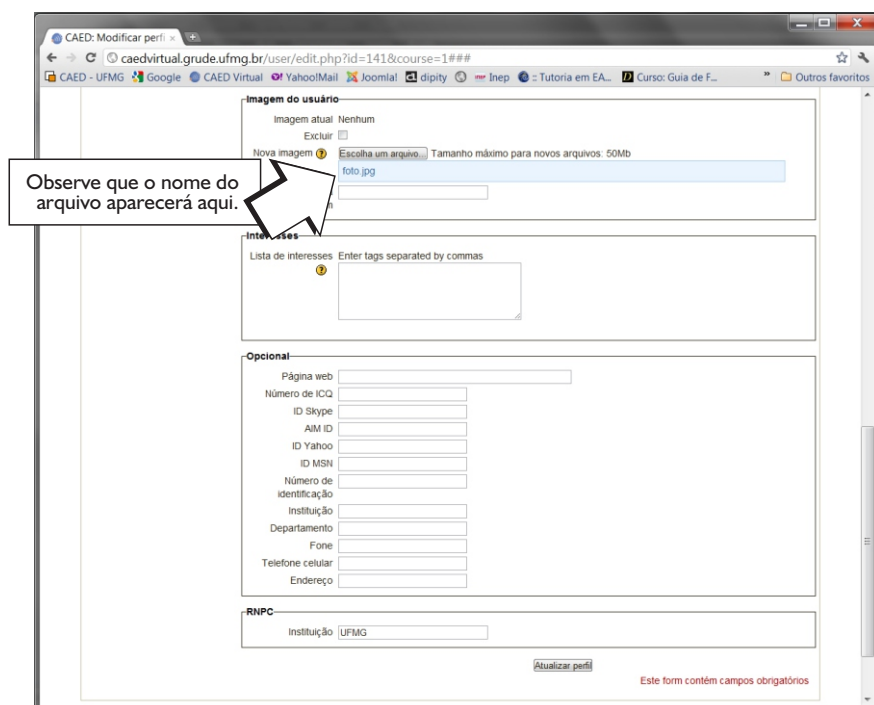 CAED: Modificar perfi
caedvirtual.grude.ufmg.br/user/edit.php?id=141&course=1###
CAED - UFMG Google CAED Virtual Yahoo!Mail Joomla! dipity Inep :: Tutoria em EA... Curso: Guia de F... » Outros favoritos
Imagem do usuário
Imagem atual Nenhum
Excluir
Nova imagem Escolha um arquivo... Tamanho máximo para novos arquivos: 50Mb
foto.jpg
Observe que o nome do
arquivo aparecerá aqui.
Lista de interesses Enter tags separated by commas
Opcional
Página web
Número de ICQ
ID Skype
AIM ID
ID Yahoo
ID MSN
Número de
identificação
Instituição
Departamento
Fone
Telefone celular
Endereço
RNPC
Instituição UFMG
Atualizar perfil
Este form contém campos obrigatórios